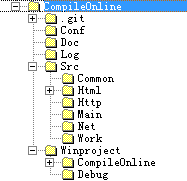 CompileOnline
.git
Conf
Doc
Log
Src
Common
Html
Http
Main
Net
Work
Winproject
CompileOnline
Debug